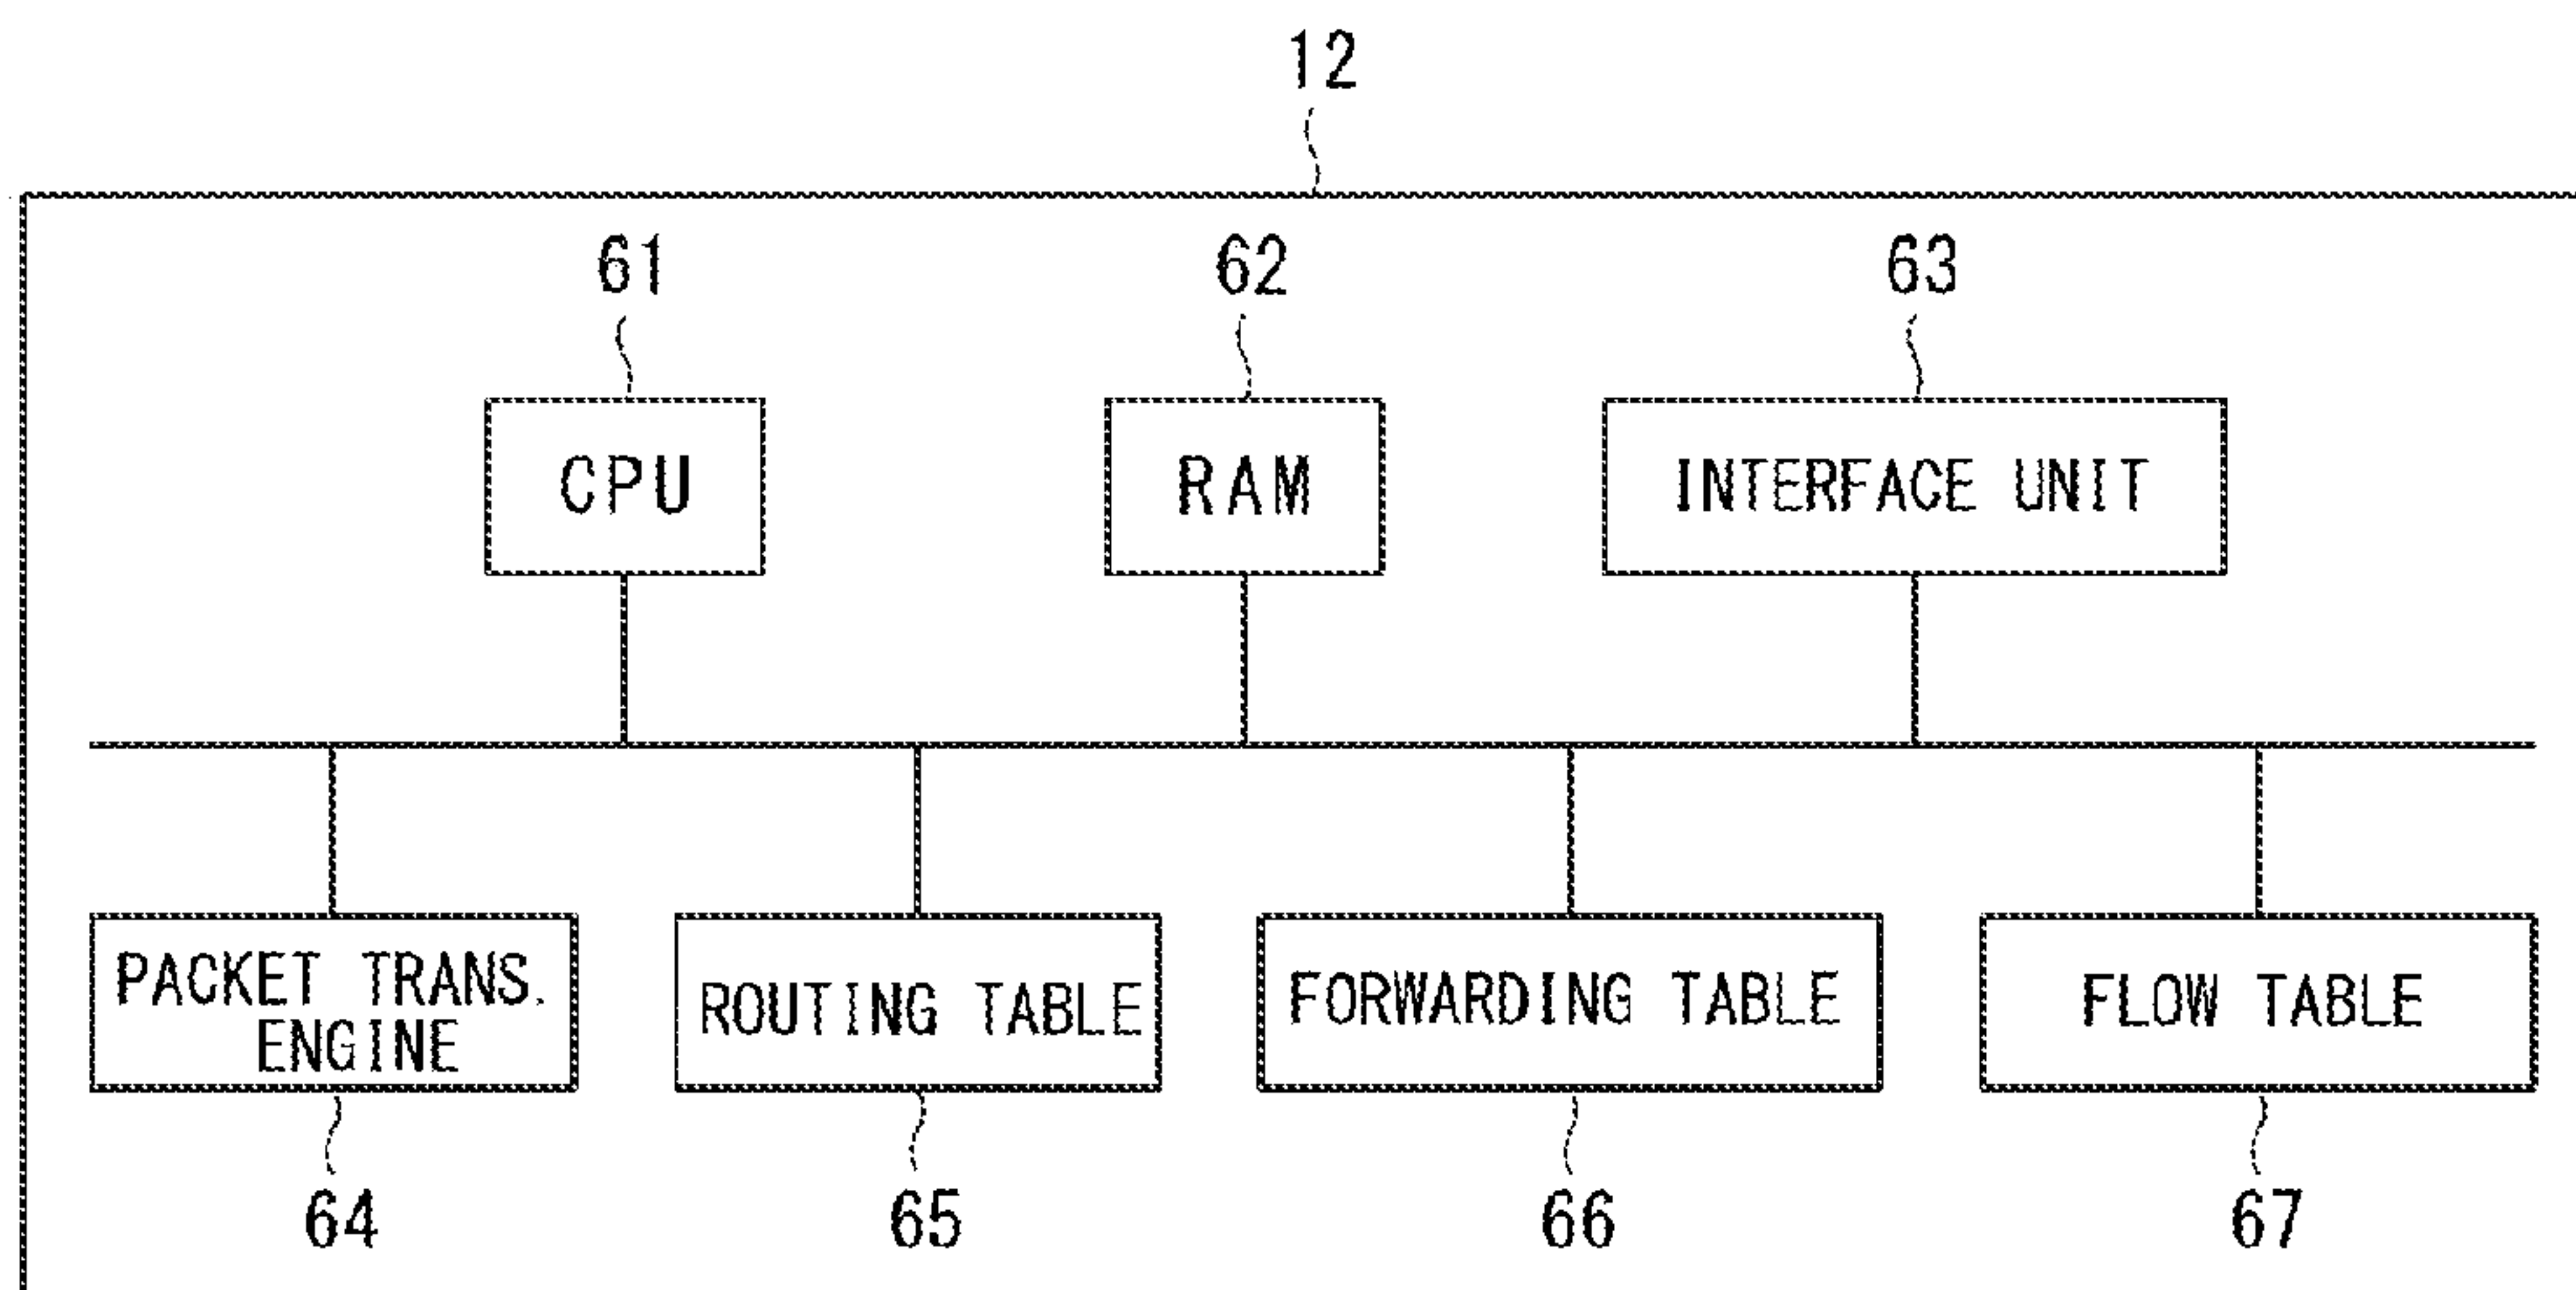 12
61
62
63
CPU
RAM
INTERFACE UNIT
PACKET TRANS.
ENGINE
ROUTING TABLE
FORWARDING TABLE
FLOW TABLE
64
65
66
67